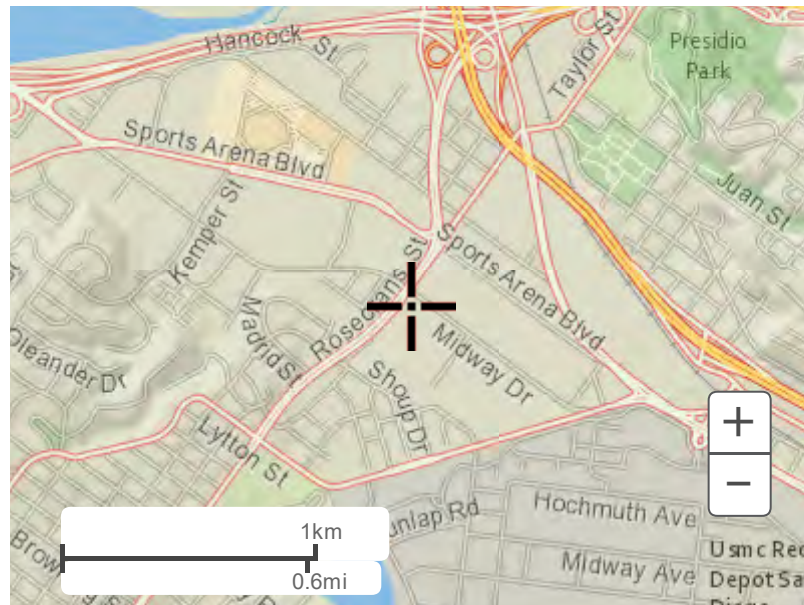 Hancock St
Presidio
Park
Taylor St
Sports Arena Blvd
Juan St
Kemper St
Rosecrans St
Sports Arena Blvd
Madrid St
Oleander Dr
Midway Dr
Shoup Dr
Lytton St
+
−
Hochmuth Ave
1km
Usmc Rec
Midway Ave
Depot Sa
0.6mi